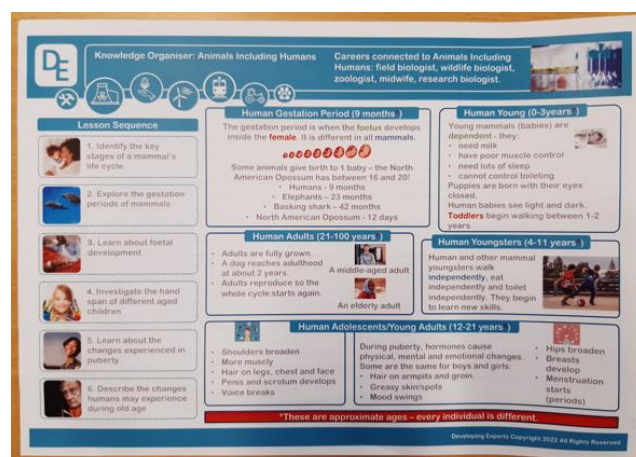 DE
Knowledge Organiser: Animals Including Humans
Careers connected to Animals Including
Humans: field biologist, wildlife biologist,
zoologist, midwife, research biologist.
Lesson Sequence
1. Identify the key
stages of a mammal's
life cycle
2. Explore the gestation
periods of mammals
3. Learn about foetal
development
4. Investigate the hand
span of different aged
children
5. Learn about the
changes experienced in
puberty
6. Describe the changes
humans may experience
during old age
Human Gestation Period (9 months)
The gestation period is when the foetus develops
inside the female. It is different in all mammals.
Some animals give birth to 1 baby – the North
American Opossum has between 16 and 20!
• Humans - 9 months
• Elephants – 23 months
• Basking shark – 42 months
• North American Opossum - 12 days
Human Young (0-3years)
Young mammals (babies) are
dependent - they:
• need milk
• have poor muscle control
• need lots of sleep
• cannot control toileting
Puppies are born with their eyes
closed.
Human babies see light and dark.
Toddlers begin walking between 1-2
years.
Human Adults (21-100 years)
• Adults are fully grown.
• A dog reaches adulthood
at about 2 years.
• Adults reproduce so the
whole cycle starts again.
A middle-aged adult
An elderly adult
Human Youngsters (4-11 years)
Human and other mammal
youngsters walk
independently, eat
independently and toilet
independently. They begin
to learn new skills.
Human Adolescents/Young Adults (12-21 years)
• Shoulders broaden
• More muscly
• Hair on legs, chest and face
• Penis and scrotum develops
• Voice breaks
During puberty, hormones cause
physical, mental and emotional changes.
Some are the same for boys and girls:
• Hair on armpits and groin.
• Greasy skin/spots
• Mood swings
• Hips broaden
• Breasts
develop
• Menstruation
starts
(periods)
*These are approximate ages – every individual is different.
Developing Experts Copyright 2022 All Rights Reserved